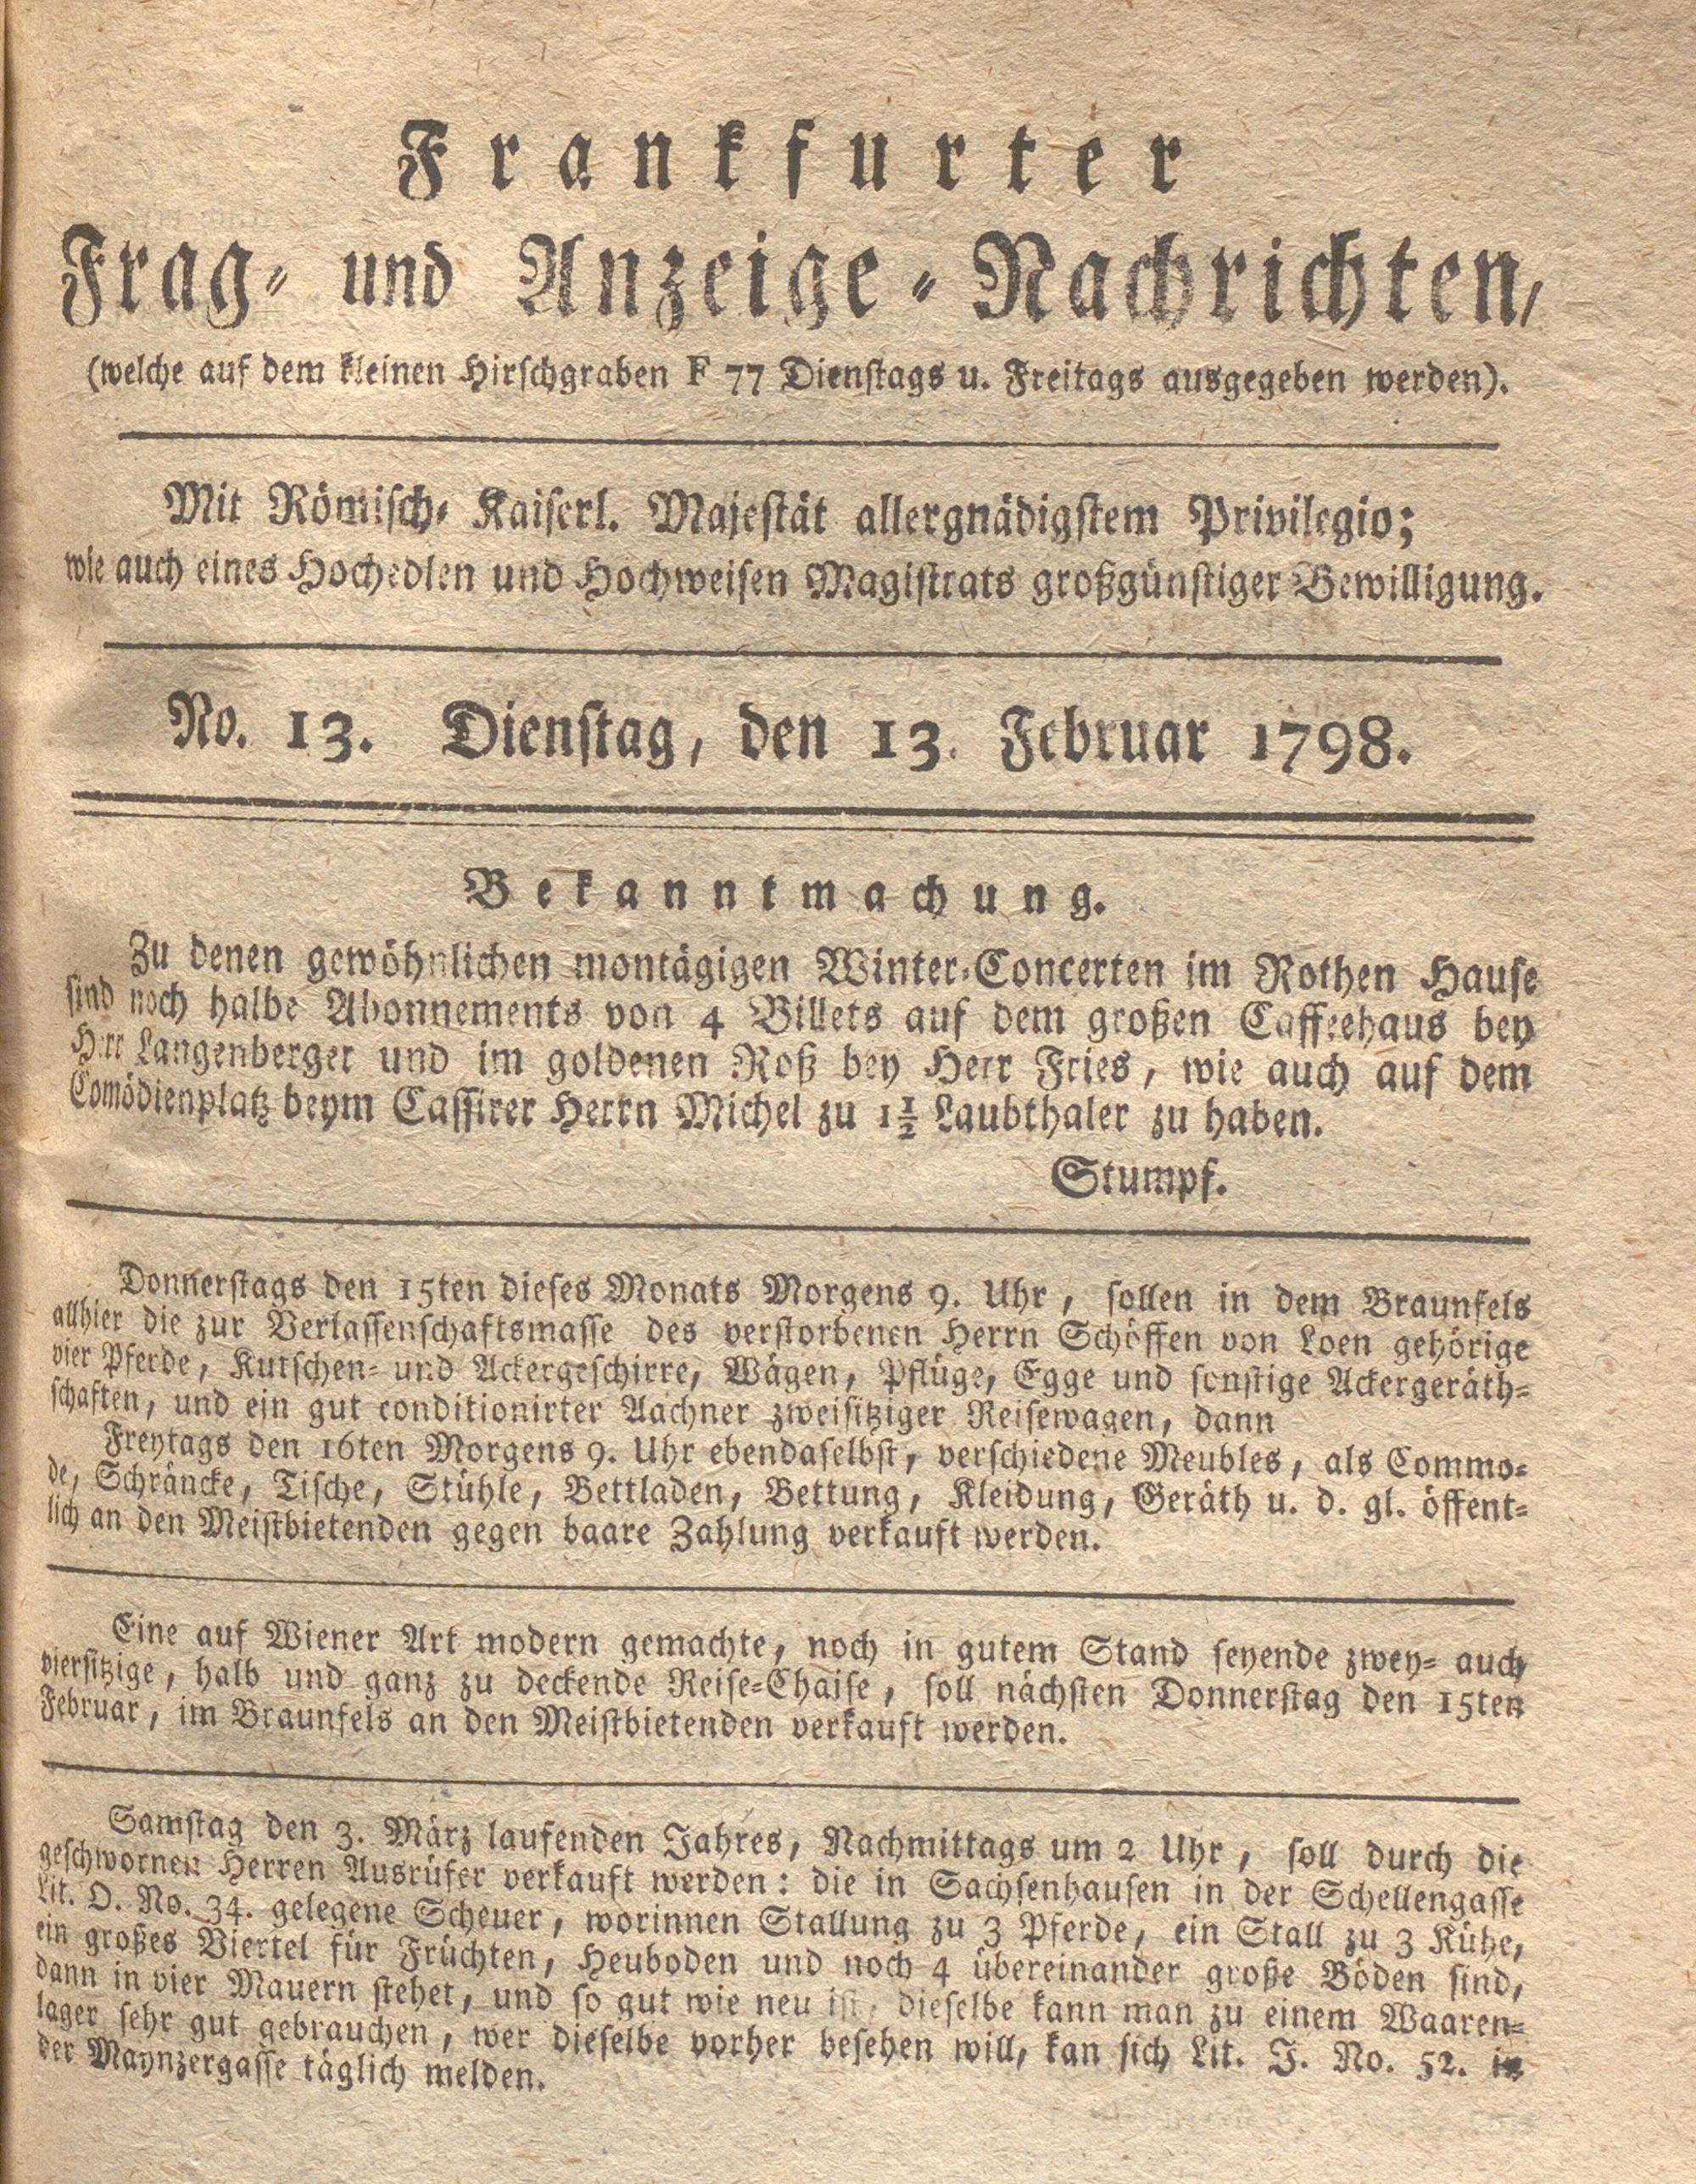 Frankfurter
Frag- und Anzeige-Nachrichten,
(welche auf dem kleinen Hirschgraben F 77 Dienstags u. Freitags ausgegeben werden).
Mit Römisch- Kaiserl. Majestät allergnädigstem Privilegio;
wie auch eines Hochedlen und Hochweisen Magistrats großgünstiger Bewilligung.
No. 13. Dienstag, den 13. Februar 1798.
Bekanntmachung.
Zu denen gewöhnlichen montägigen Winter-Concerten im Rothen Hause
sind noch halbe Abonnements von 4 Billets auf dem großen Caffeehaus bey
Herr Langenberger und im goldenen Roß bey Herr Fries, wie auch auf dem
Comödienplatz beym Cassirer Herrn Michel zu 1½ Laubthaler zu haben.
Stumpf.
Donnerstags den 15ten dieses Monats Morgens 9. Uhr, sollen in dem Braunfels
allhier die zur Verlassenschaftsmasse des verstorbenen Herrn Schöffen von Loen gehörige
vier Pferde, Kutschen- und Ackergeschirre, Wägen, Pflüge, Egge und sonstige Ackergeräth-
schaften, und ein gut conditionirter Aachner zweisitziger Reisewagen, dann
Freytags den 16ten Morgens 9. Uhr ebendaselbst, verschiedene Meubles, als Commo-
de, Schräncke, Tische, Stühle, Bettladen, Bettung, Kleidung, Geräth u. d. gl. öffent-
lich an den Meistbietenden gegen baare Zahlung verkauft werden.
Eine auf Wiener Art modern gemachte, noch in gutem Stand seyende zwey- auch
viersitzige, halb und ganz zu deckende Reise-Chaise, soll nächsten Donnerstag den 15ten
Februar, im Braunfels an den Meistbietenden verkauft werden.
Samstag den 3. März laufenden Jahres, Nachmittags um 2 Uhr, soll durch die
geschwornen Herren Ausrüfer verkauft werden: die in Sachsenhausen in der Schellengasse
Lit. O. No. 34. gelegene Scheuer, worinnen Stallung zu 3 Pferde, ein Stall zu 3 Kühe,
ein großes Viertel für Früchten, Heuboden und noch 4 übereinander große Böden sind,
dann in vier Mauern stehet, und so gut wie neu ist, dieselbe kann man zu einem Waaren-
lager sehr gut gebrauchen, wer dieselbe vorher besehen will, kan sich Lit. J. No. 52. in
der Maynzergasse täglich melden.